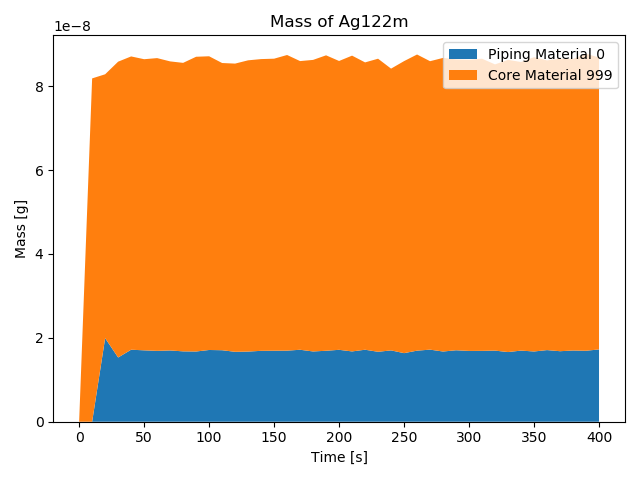 Mass of Ag122m
1e−8
Piping Material 0
Core Material 999
8
6
4
2
0
Mass [g]
0 50 100 150 200 250 300 350 400
Time [s]